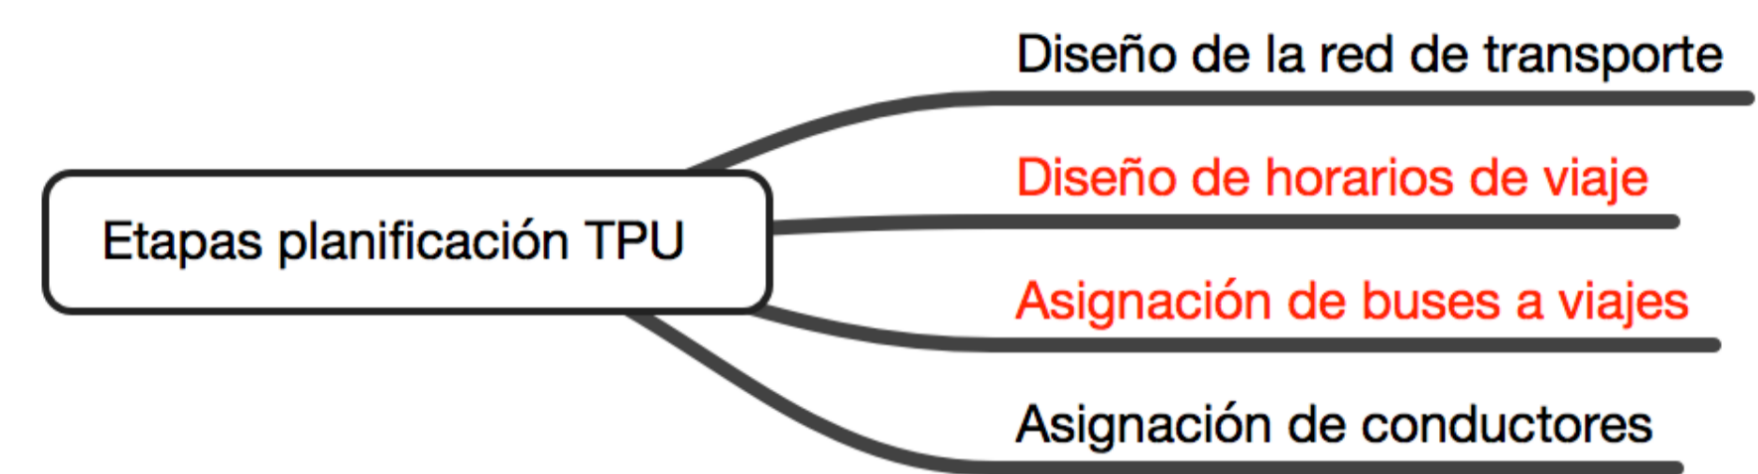 Diseño de la red de transporte
Diseño de horarios de viaje
Etapas planificación TPU
Asignación de buses a viajes
Asignación de conductores